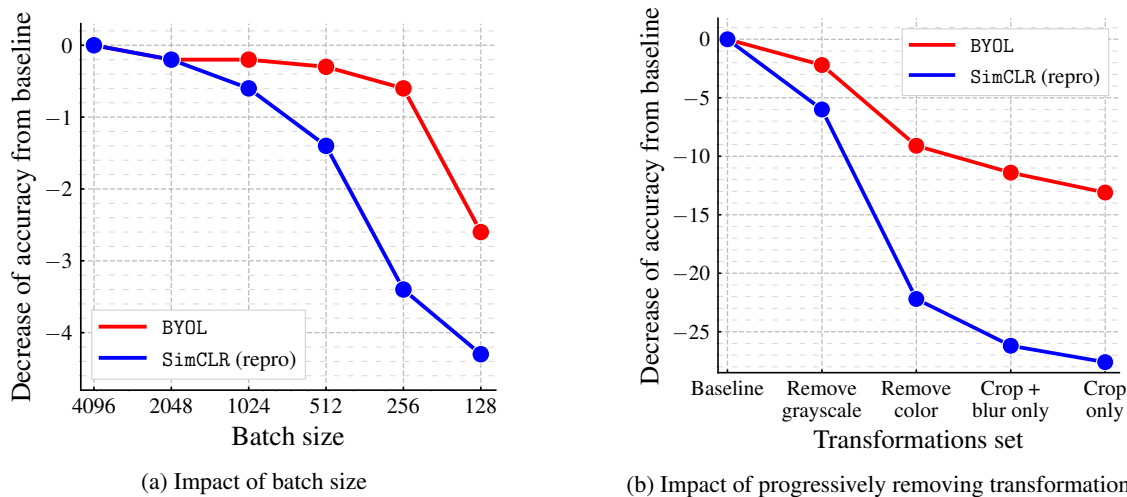 Decrease of accuracy from baseline
0
−1
−2
−3
−4
BYOL
SimCLR (repro)
4096 2048 1024 512 256 128
Batch size
(a) Impact of batch size
Decrease of accuracy from baseline
0
−5
−10
−15
−20
−25
BYOL
SimCLR (repro)
Baseline Remove Remove Crop + Crop
grayscale color blur only only
Transformations set
(b) Impact of progressively removing transformation